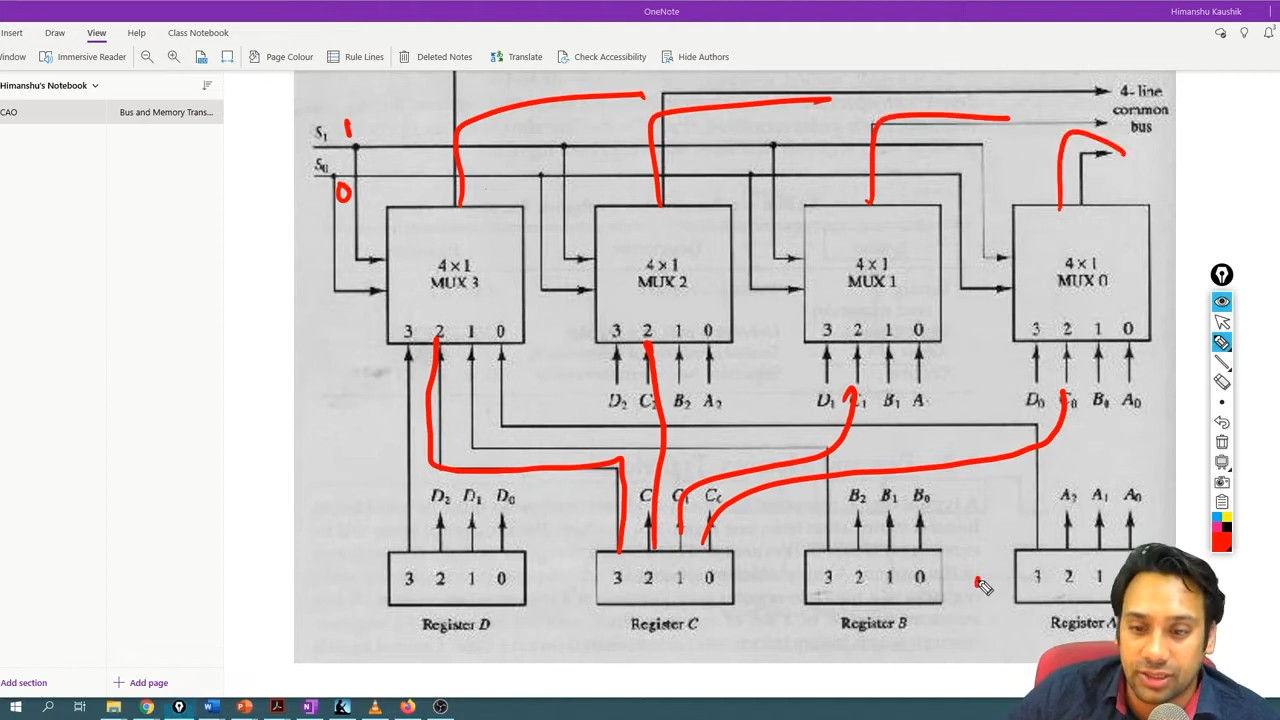 OneNote
Himanshu Kaushik
Insert Draw View Help Class Notebook
Window Immersive Reader Page Colour Rule Lines Deleted Notes Translate Check Accessibility Hide Authors
Himanshu's Notebook
CAO
Bus and Memory Trans...
4-line
common
bus
S1 1
S0 0
4 × 1
MUX 3
4 × 1
MUX 2
4 × 1
MUX 1
4 × 1
MUX 0
3 2 1 0 3 2 1 0 3 2 1 0 3 2 1 0
D2 C2 B2 A2 D1 C1 B1 A D0 C0 B0 A0
D2 D1 D0 C C1 C0 B2 B1 B0 A2 A1 A0
3 2 1 0 3 2 1 0 3 2 1 0 3 2 1
Register D Register C Register B Register A
Add section Add page